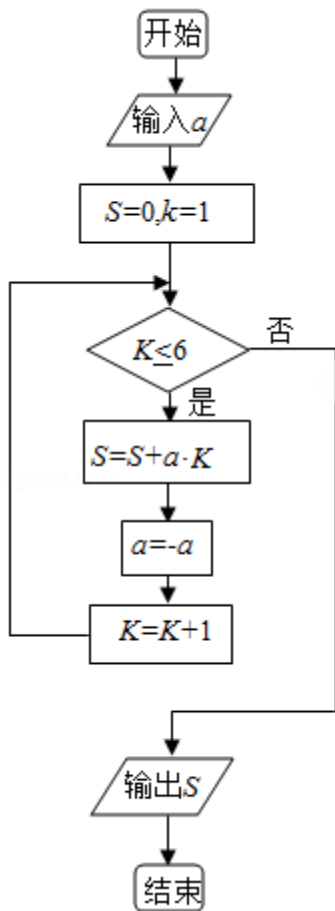 开始
输入a
S=0,k=1
K≤6
否
是
S=S+a·K
a=-a
K=K+1
输出S
结束